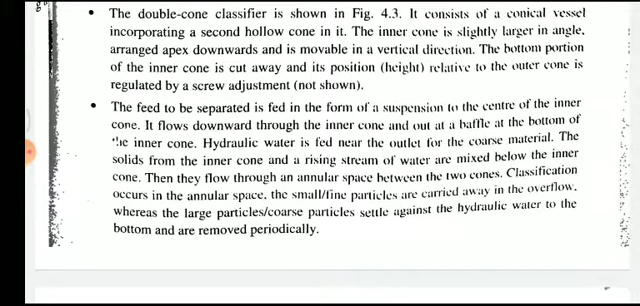 • The double-cone classifier is shown in Fig. 4.3. It consists of a conical vessel
incorporating a second hollow cone in it. The inner cone is slightly larger in angle,
arranged apex downwards and is movable in a vertical direction. The bottom portion
of the inner cone is cut away and its position (height) relative to the outer cone is
regulated by a screw adjustment (not shown).
• The feed to be separated is fed in the form of a suspension to the centre of the inner
cone. It flows downward through the inner cone and out at a baffle at the bottom of
the inner cone. Hydraulic water is fed near the outlet for the coarse material. The
solids from the inner cone and a rising stream of water are mixed below the inner
cone. Then they flow through an annular space between the two cones. Classification
occurs in the annular space, the small/fine particles are carried away in the overflow,
whereas the large particles/coarse particles settle against the hydraulic water to the
bottom and are removed periodically.